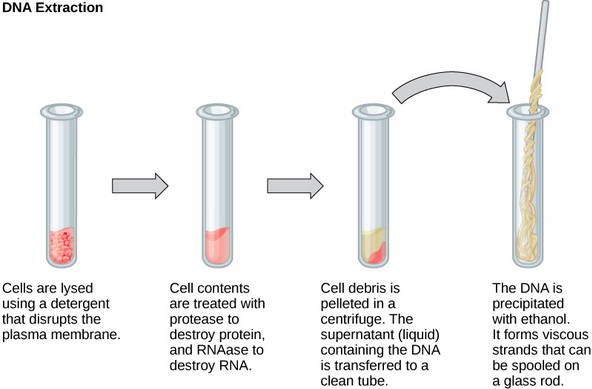 DNA Extraction
Cells are lysed
using a detergent
that disrupts the
plasma membrane.
Cell contents
are treated with
protease to
destroy protein,
and RNAase to
destroy RNA.
Cell debris is
pelleted in a
centrifuge. The
supernatant (liquid)
containing the DNA
is transferred to a
clean tube.
The DNA is
precipitated
with ethanol.
It forms viscous
strands that can
be spooled on
a glass rod.